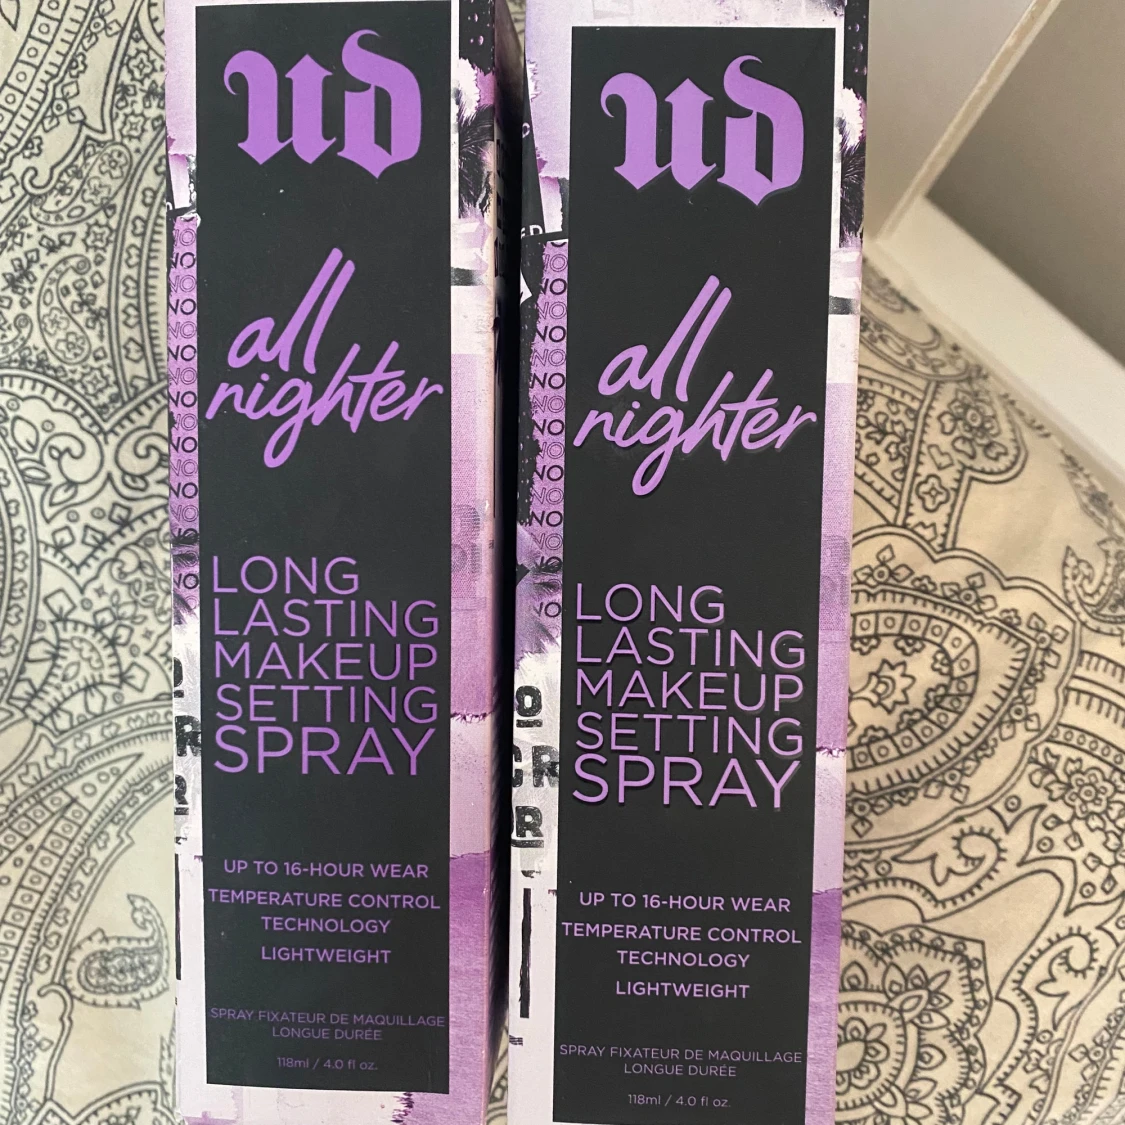 ud
all
nighter
LONG
LASTING
MAKEUP
SETTING
SPRAY
UP TO 16-HOUR WEAR
TEMPERATURE CONTROL
TECHNOLOGY
LIGHTWEIGHT
SPRAY FIXATEUR DE MAQUILLAGE
LONGUE DURÉE
118ml / 4.0 fl oz.
ud
all
nighter
LONG
LASTING
MAKEUP
SETTING
SPRAY
UP TO 16-HOUR WEAR
TEMPERATURE CONTROL
TECHNOLOGY
LIGHTWEIGHT
SPRAY FIXATEUR DE MAQUILLAGE
LONGUE DURÉE
118ml / 4.0 fl oz.